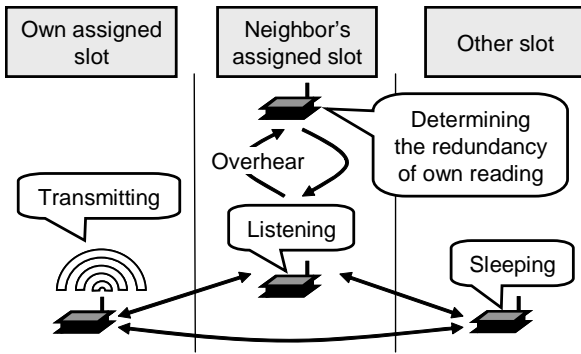 Own assigned
slot
Neighbor's
assigned slot
Other slot
Determining
the redundancy
of own reading
Overhear
Transmitting
Listening
Sleeping